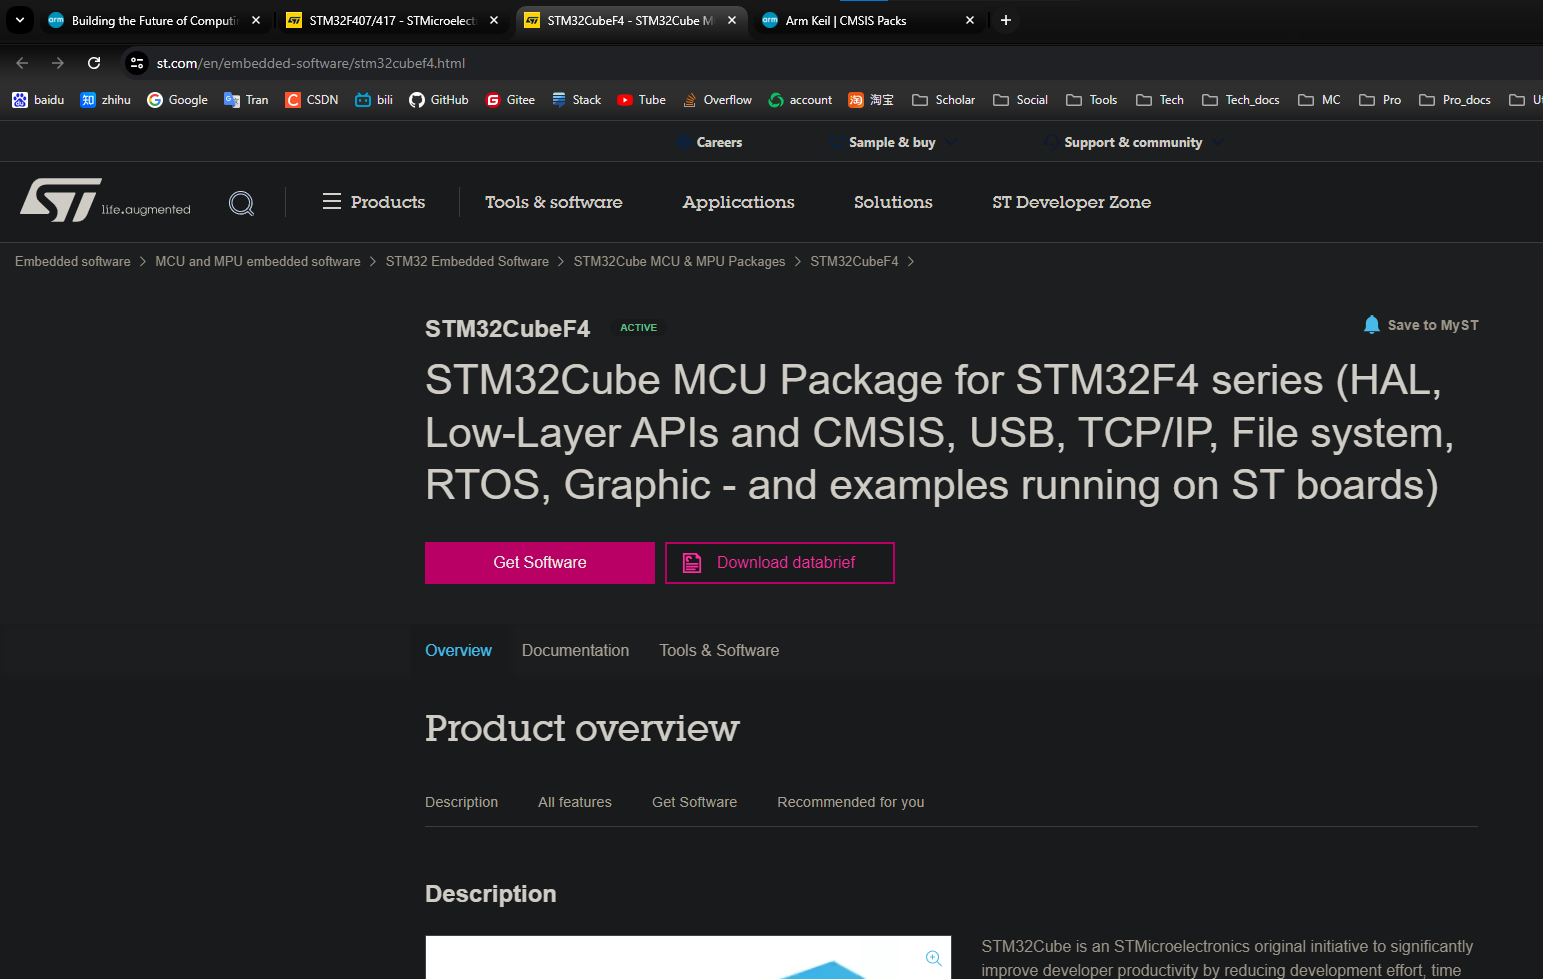 arm Building the Future of Computi
STM32F407/417 - STMicroelect
STM32CubeF4 - STM32Cube M
arm Arm Keil | CMSIS Packs
st.com/en/embedded-software/stm32cubef4.html
baidu 知 zhihu Google Tran CSDN bili GitHub Gitee Stack Tube Overflow account 淘 淘宝 Scholar Social Tools Tech Tech_docs MC Pro Pro_docs Ut
Careers Sample & buy Support & community
ST life.augmented Products Tools & software Applications Solutions ST Developer Zone
Embedded software > MCU and MPU embedded software > STM32 Embedded Software > STM32Cube MCU & MPU Packages > STM32CubeF4 >
STM32CubeF4 ACTIVE Save to MyST
STM32Cube MCU Package for STM32F4 series (HAL,
Low-Layer APIs and CMSIS, USB, TCP/IP, File system,
RTOS, Graphic - and examples running on ST boards)
Get Software Download databrief
Overview Documentation Tools & Software
Product overview
Description All features Get Software Recommended for you
Description
STM32Cube is an STMicroelectronics original initiative to significantly
improve developer productivity by reducing development effort, time